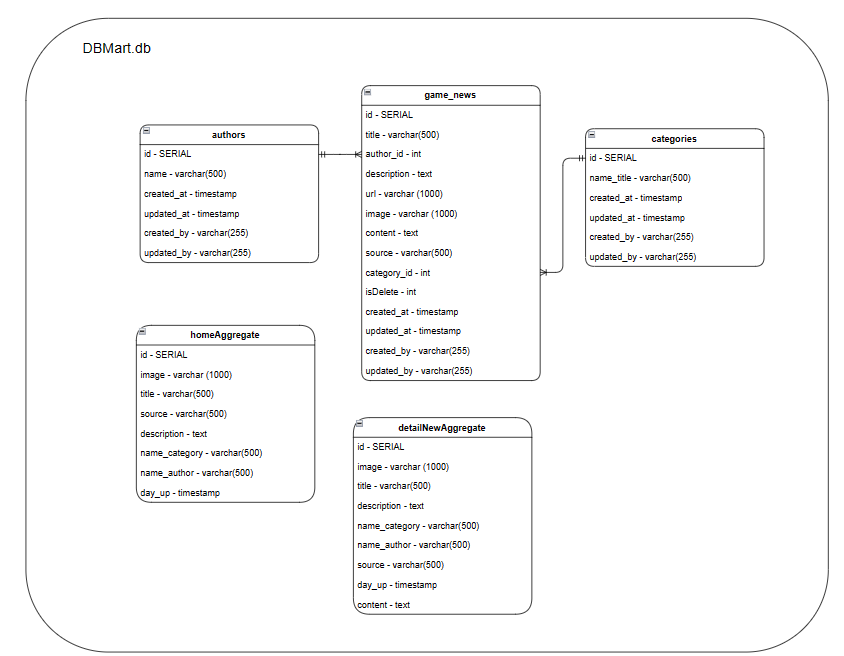 DBMart.db
authors
id - SERIAL
name - varchar(500)
created_at - timestamp
updated_at - timestamp
created_by - varchar(255)
updated_by - varchar(255)
game_news
id - SERIAL
title - varchar(500)
author_id - int
description - text
url - varchar (1000)
image - varchar (1000)
content - text
source - varchar(500)
category_id - int
isDelete - int
created_at - timestamp
updated_at - timestamp
created_by - varchar(255)
updated_by - varchar(255)
categories
id - SERIAL
name_title - varchar(500)
created_at - timestamp
updated_at - timestamp
created_by - varchar(255)
updated_by - varchar(255)
homeAggregate
id - SERIAL
image - varchar (1000)
title - varchar(500)
source - varchar(500)
description - text
name_category - varchar(500)
name_author - varchar(500)
day_up - timestamp
detailNewAggregate
id - SERIAL
image - varchar (1000)
title - varchar(500)
description - text
name_category - varchar(500)
name_author - varchar(500)
source - varchar(500)
day_up - timestamp
content - text